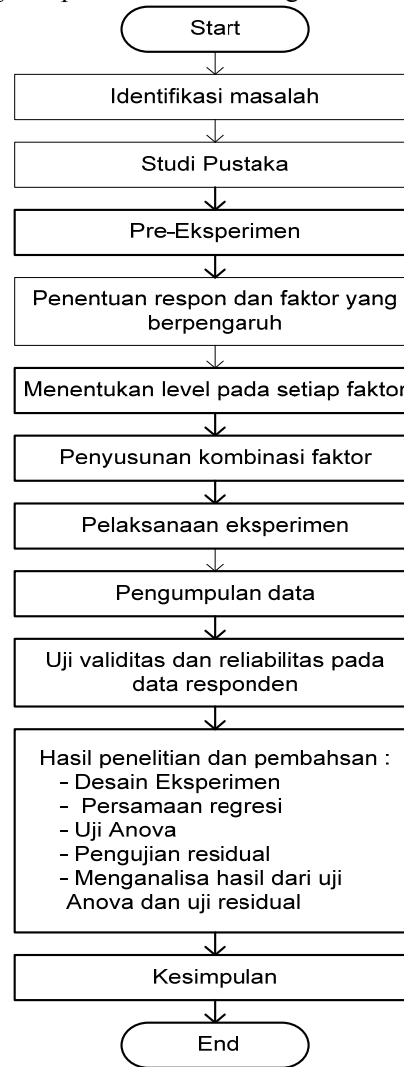 Start
Identifikasi masalah
Studi Pustaka
Pre-Eksperimen
Penentuan respon dan faktor yang
berpengaruh
Menentukan level pada setiap faktor
Penyusunan kombinasi faktor
Pelaksanaan eksperimen
Pengumpulan data
Uji validitas dan reliabilitas pada
data responden
Hasil penelitian dan pembahsan :
- Desain Eksperimen
- Persamaan regresi
- Uji Anova
- Pengujian residual
- Menganalisa hasil dari uji
Anova dan uji residual
Kesimpulan
End